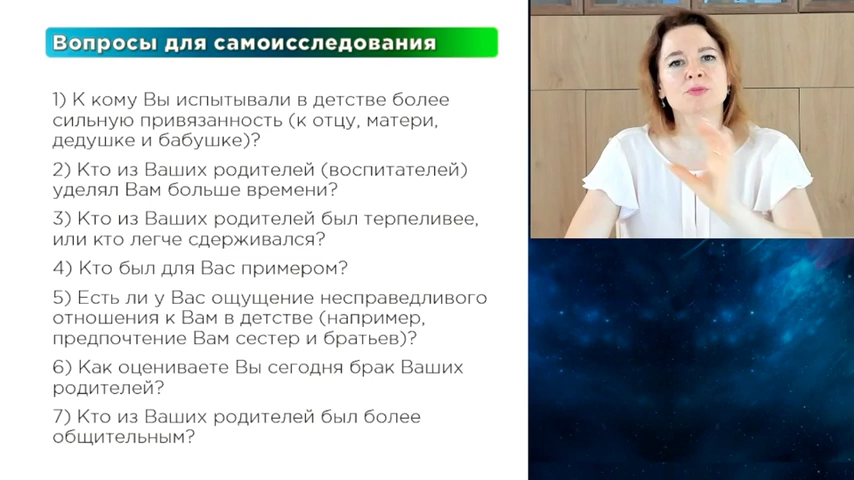 Вопросы для самоисследования
1) К кому Вы испытывали в детстве более
сильную привязанность (к отцу, матери,
дедушке и бабушке)?
2) Кто из Ваших родителей (воспитателей)
уделял Вам больше времени?
3) Кто из Ваших родителей был терпеливее,
или кто легче сдерживался?
4) Кто был для Вас примером?
5) Есть ли у Вас ощущение несправедливого
отношения к Вам в детстве (например,
предпочтение Вам сестер и братьев)?
6) Как оцениваете Вы сегодня брак Ваших
родителей?
7) Кто из Ваших родителей был более
общительным?